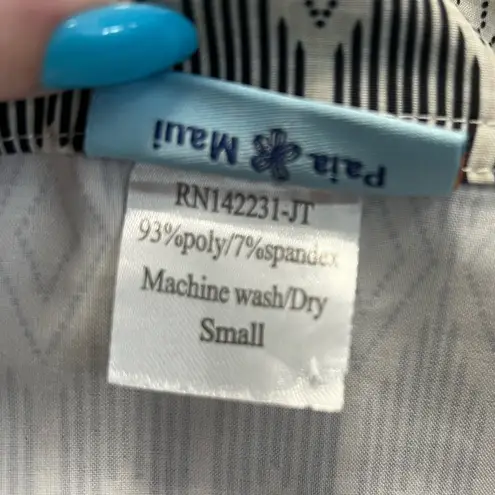 Paia Maui
RN142231-JT
93%poly/7%spandex
Machine wash/Dry
Small